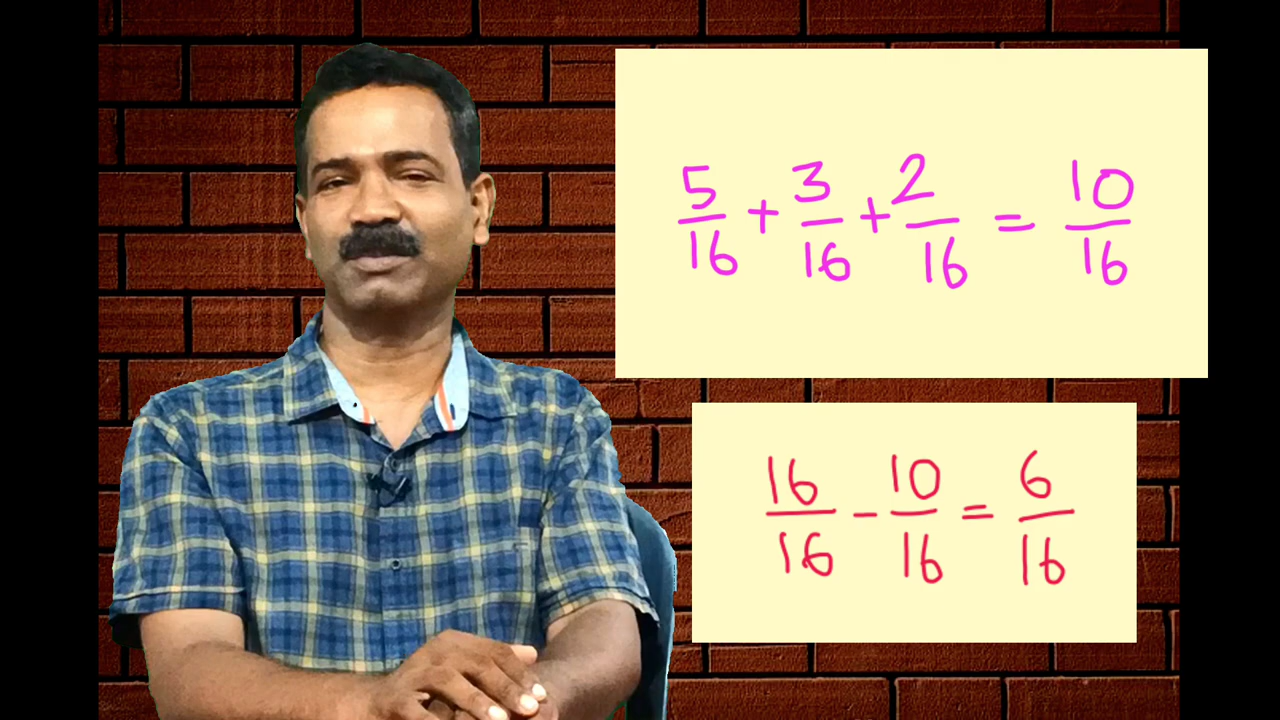 5/16 + 3/16 + 2/16 = 10/16
16/16 - 10/16 = 6/16